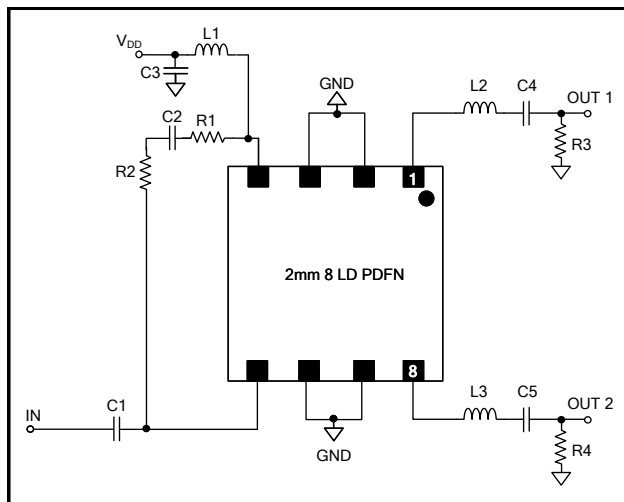 V_DD
L1
C3
GND
L2
C4
OUT 1
C2
R1
R3
R2
1
2mm 8 LD PDFN
8
L3
C5
OUT 2
IN
C1
GND
R4